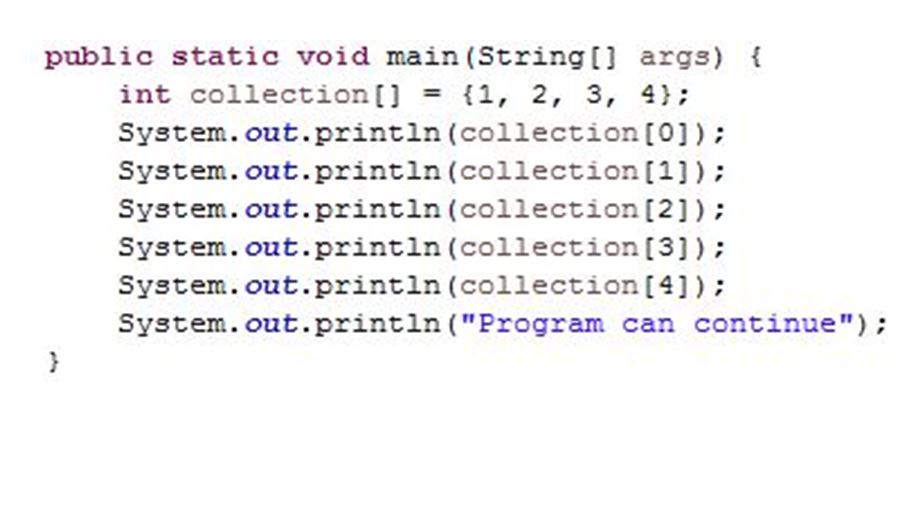 public static void main(String[] args) {
int collection[] = {1, 2, 3, 4};
System.out.println(collection[0]);
System.out.println(collection[1]);
System.out.println(collection[2]);
System.out.println(collection[3]);
System.out.println(collection[4]);
System.out.println("Program can continue");
}